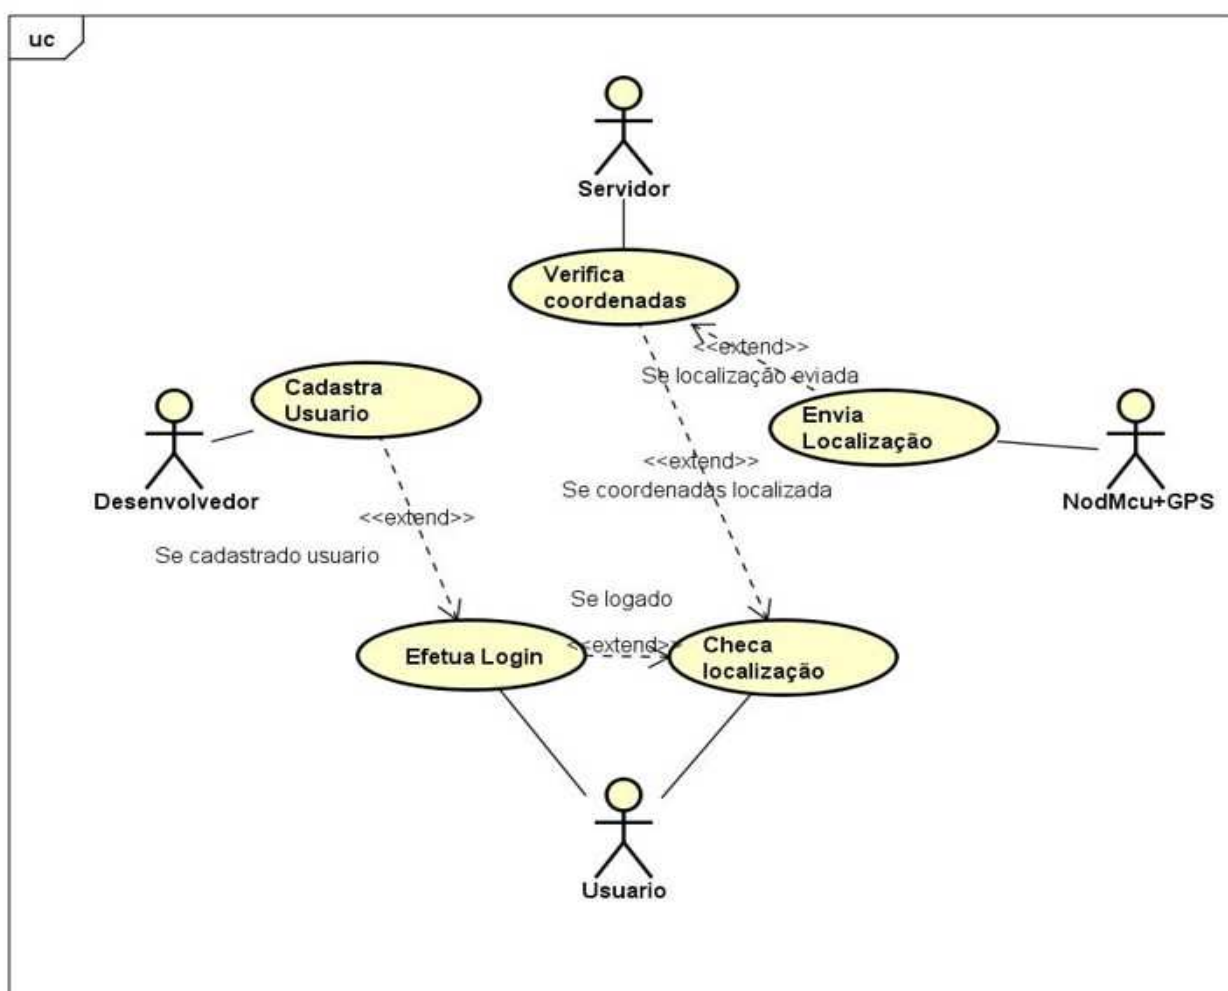 uc
Servidor
Verifica
coordenadas
<<extend>>
Se localização eviada
Cadastra
Usuario
Envia
Localização
Desenvolvedor
NodMcu+GPS
<<extend>>
Se coordenadas localizada
<<extend>>
Se cadastrado usuario
Se logado
<<extend>>
Efetua Login
Checa
localização
Usuario